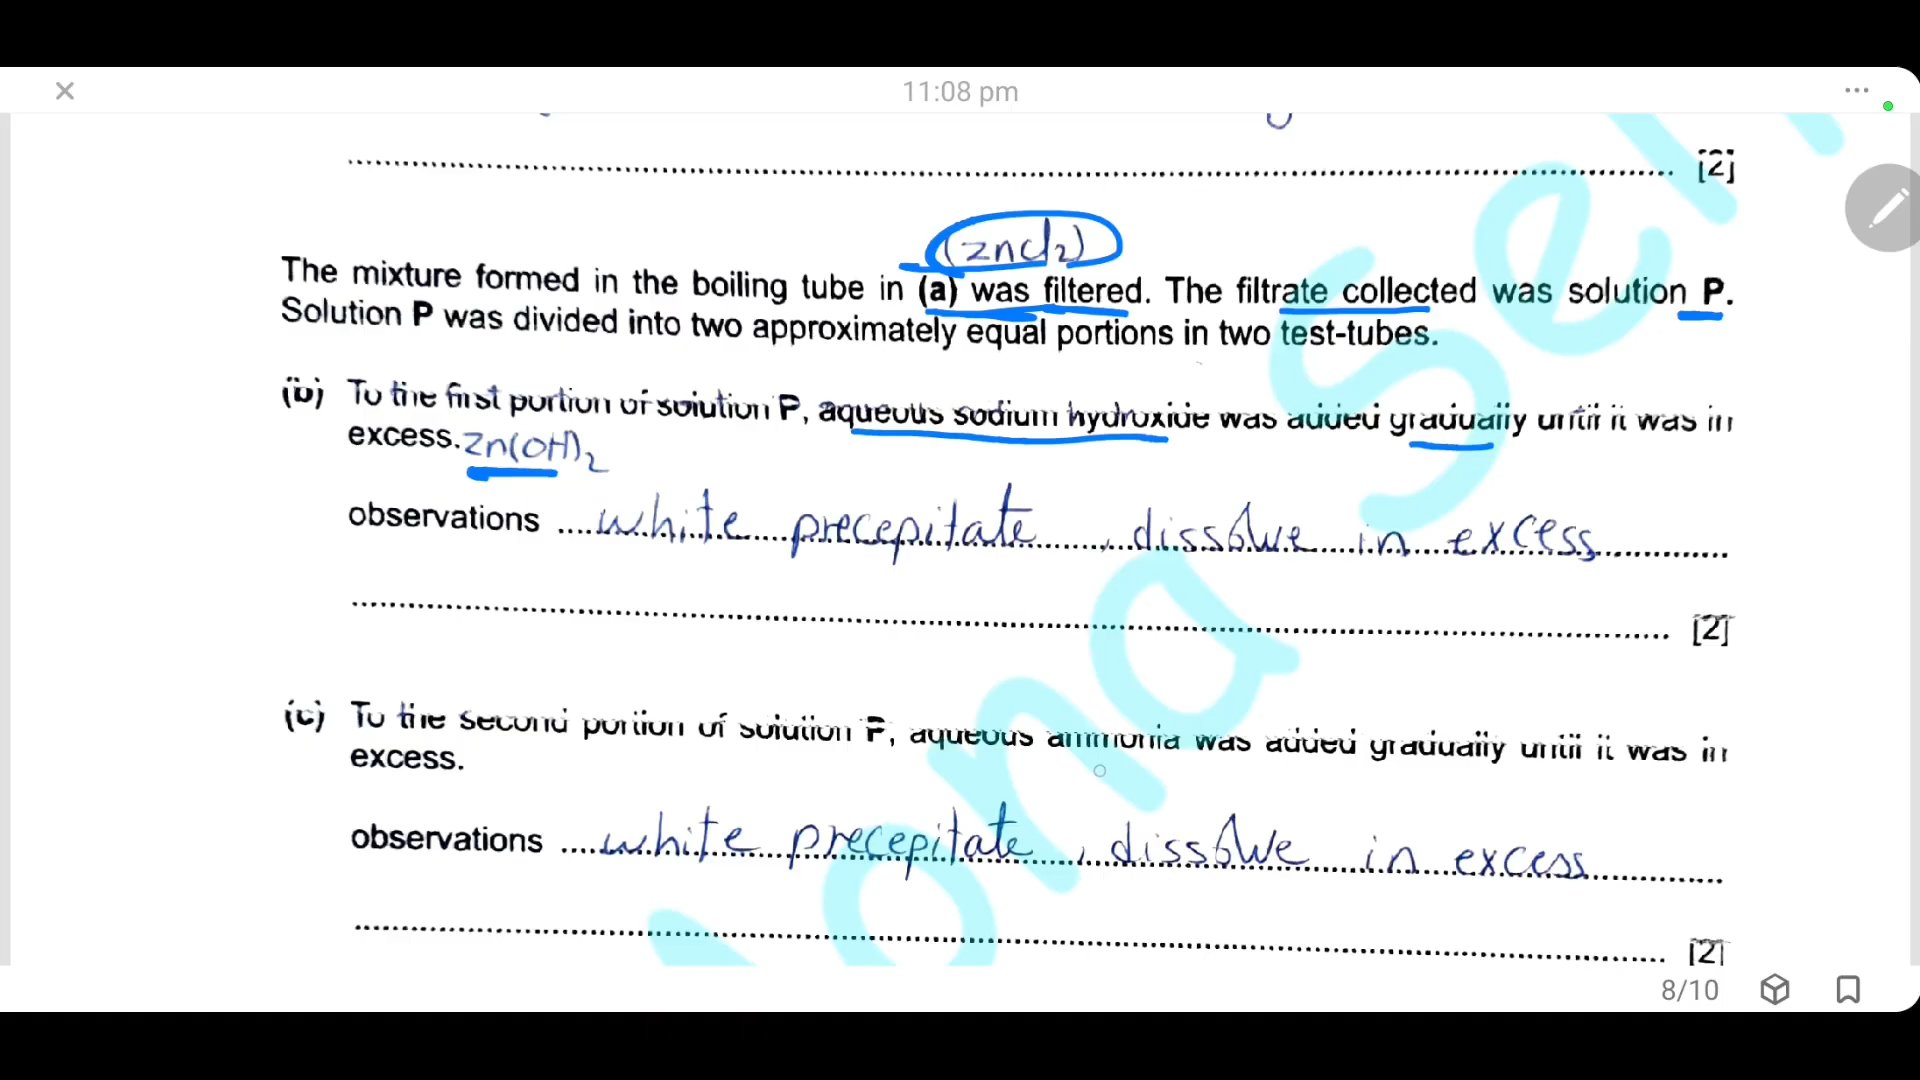 11:08 pm
[2]
(znCl2)
The mixture formed in the boiling tube in (a) was filtered. The filtrate collected was solution P.
Solution P was divided into two approximately equal portions in two test-tubes.
(b) To the first portion of solution P, aqueous sodium hydroxide was added gradually until it was in
excess. Zn(OH)2
observations white precepitate, dissolve in excess
[2]
(c) To the second portion of solution P, aqueous ammonia was added gradually until it was in
excess.
observations white precepitate, dissolve in excess
[2]
8/10